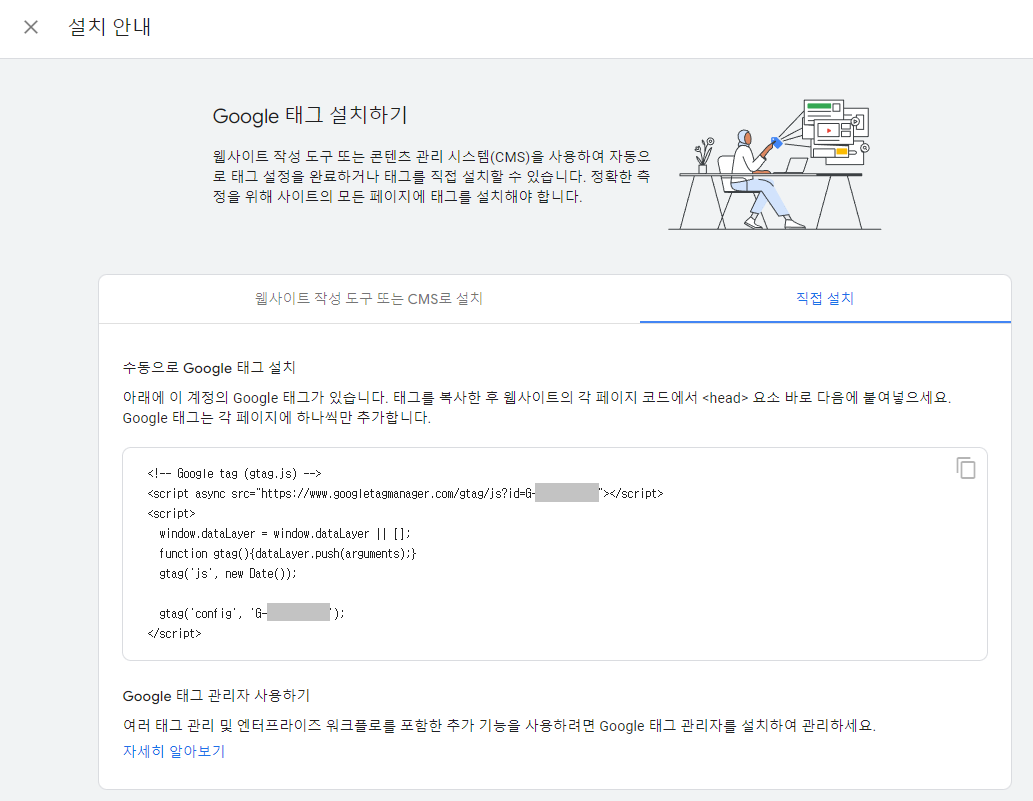 설치 안내
Google 태그 설치하기
웹사이트 작성 도구 또는 콘텐츠 관리 시스템(CMS)을 사용하여 자동으
로 태그 설정을 완료하거나 태그를 직접 설치할 수 있습니다. 정확한 측
정을 위해 사이트의 모든 페이지에 태그를 설치해야 합니다.
웹사이트 작성 도구 또는 CMS로 설치
직접 설치
수동으로 Google 태그 설치
아래에 이 계정의 Google 태그가 있습니다. 태그를 복사한 후 웹사이트의 각 페이지 코드에서 <head> 요소 바로 다음에 붙여넣으세요.
Google 태그는 각 페이지에 하나씩만 추가합니다.
<!-- Google tag (gtag.js) -->
<script async src="https://www.googletagmanager.com/gtag/js?id=G-"></script>
<script>
window.dataLayer = window.dataLayer || [];
function gtag(){dataLayer.push(arguments);}
gtag('js', new Date());
gtag('config', 'G-');
</script>
Google 태그 관리자 사용하기
여러 태그 관리 및 엔터프라이즈 워크플로를 포함한 추가 기능을 사용하려면 Google 태그 관리자를 설치하여 관리하세요.
자세히 알아보기